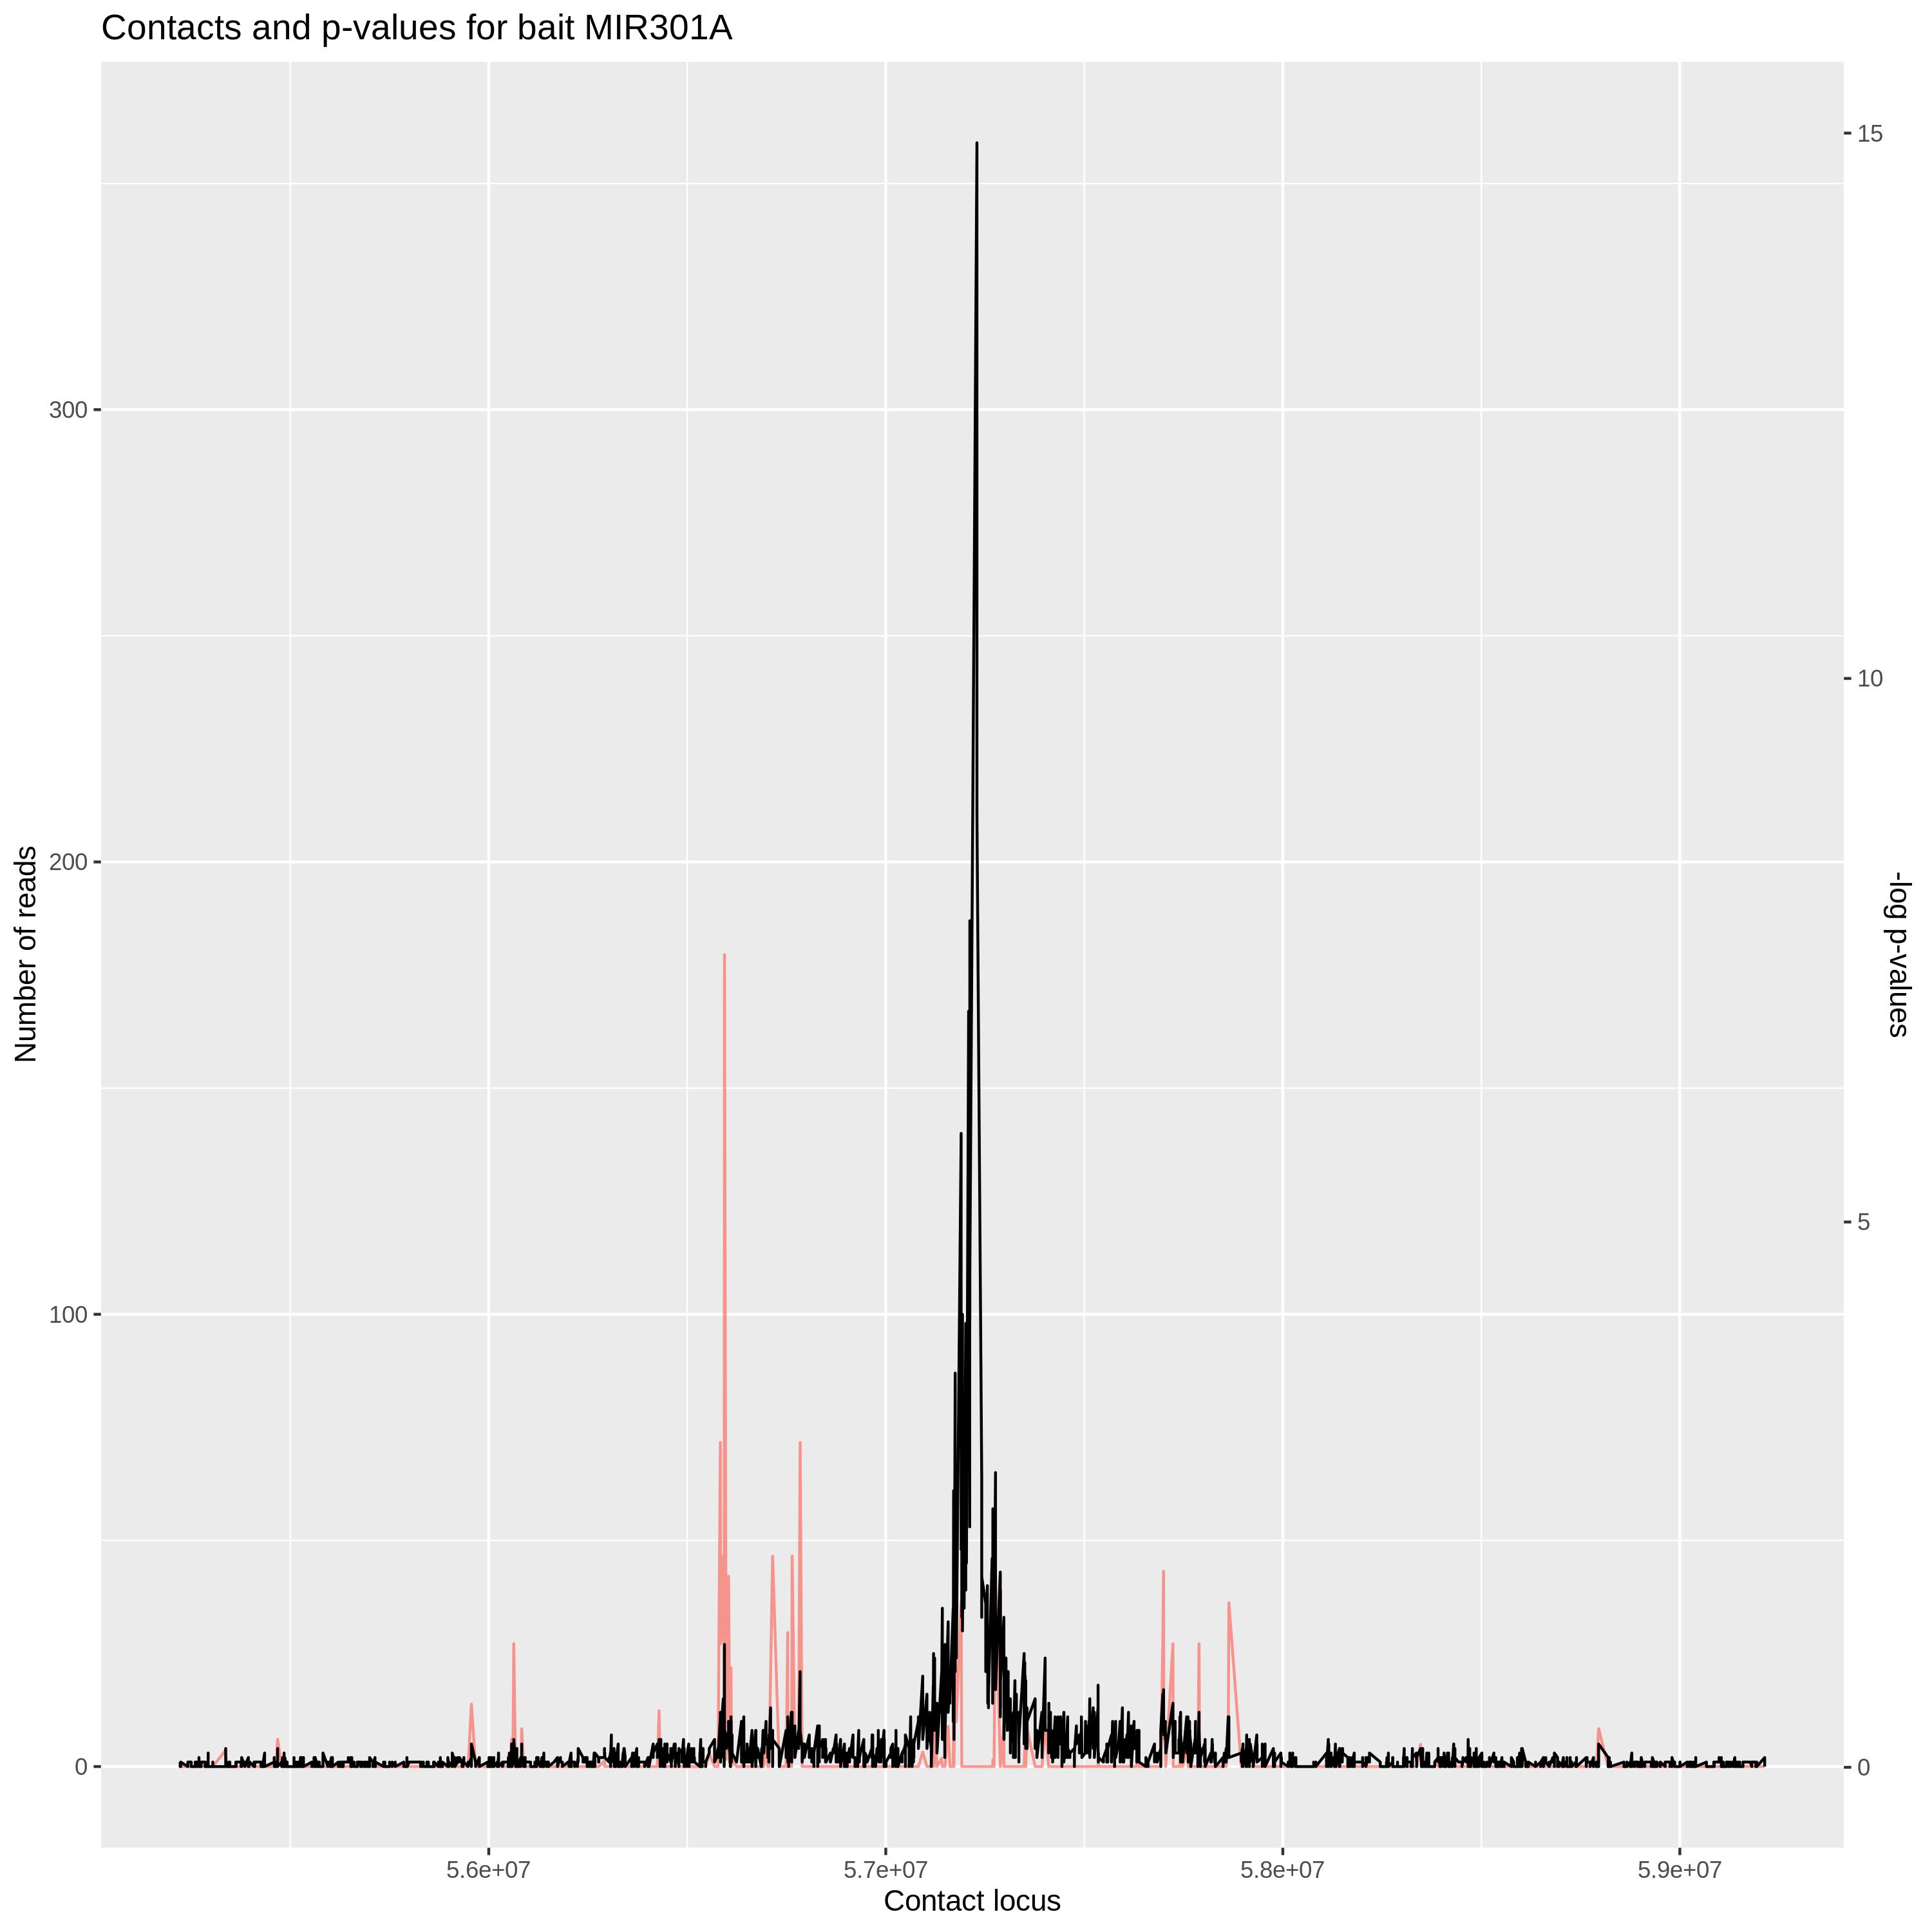 Contacts and p-values for bait MIR301A
15
300
10
Number of reads
200
-log p-values
5
100
0
0
5.6e+07
5.7e+07
5.8e+07
5.9e+07
Contact locus